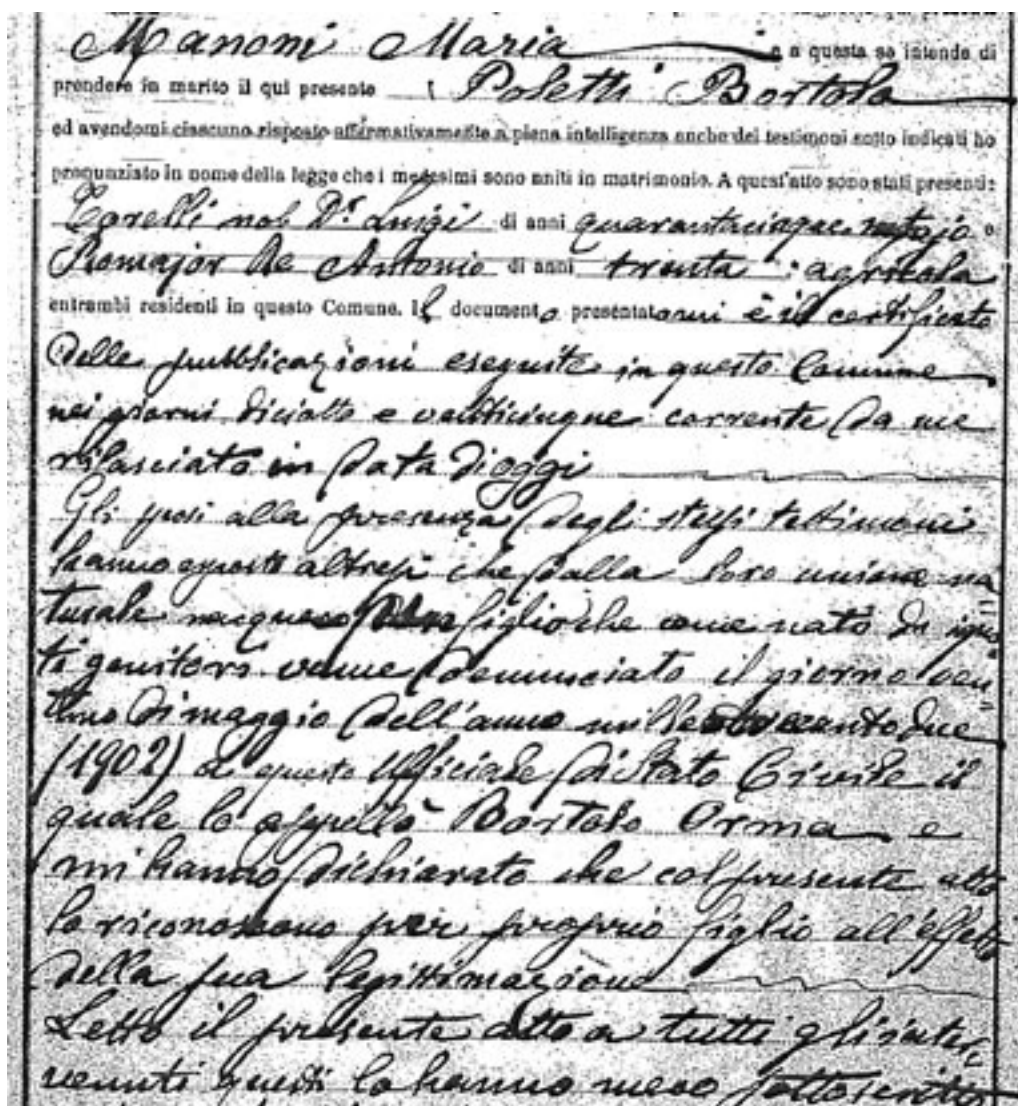 Manoni Maria e a questa se intende di
prendere in marito il qui presente Poletti Bortolo
ed avendomi ciascuno risposto affermativamente a piena intelligenza anche dei testimoni sotto indicati ho
pronunziato in nome della legge che i medesimi sono uniti in matrimonio. A quest'atto sono stati presenti:
Torelli nob Dr Luigi di anni quarantacinque notajo e
Romajor De Antonio di anni trenta agricola
entrambi residenti in questo Comune. Il documento presentatomi è il certificato
delle pubblicazioni eseguite in questo Comune
nei giorni diciotto e venticinque corrente da me
rilasciato in data di oggi
Gli sposi alla presenza degli stessi testimoni
hanno esposto altresi che dalla loro unione na
turale nacque un figlio che come nato da igno
ti genitori venne denunciato il giorno ven
tuno di maggio dell'anno millenovecentodue
(1902) a questo Ufficiale di Stato Civile il
quale lo appellò Bortolo Orma e
mi hanno dichiarato che col presente atto
lo riconoscono per proprio figlio all'effetto
della sua legittimazione
Letto il presente atto a tutti gli inter
venuti questi lo hanno meco sottoscritto